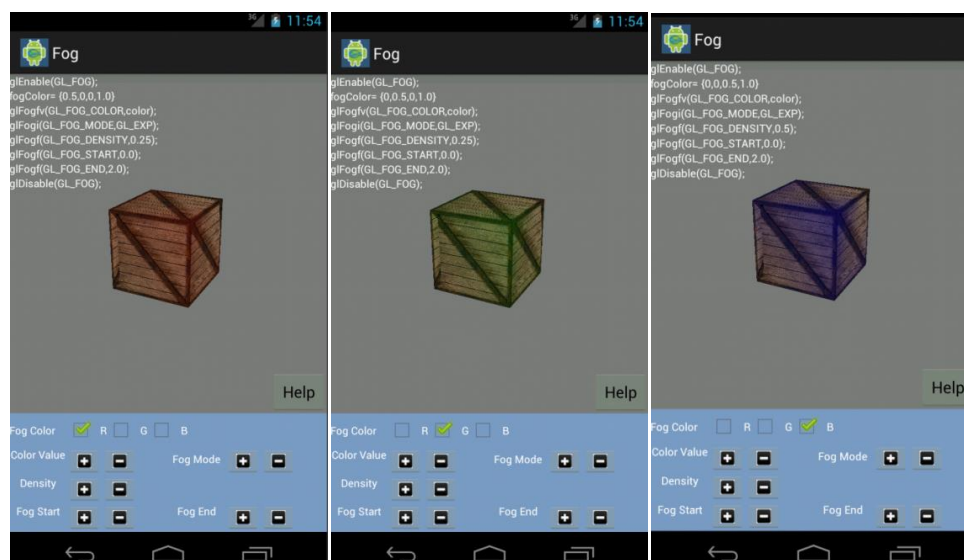 3G 11:54
Fog
glEnable(GL_FOG);
fogColor= {0.5,0,0,1.0}
glFogfv(GL_FOG_COLOR,color);
glFogi(GL_FOG_MODE,GL_EXP);
glFogf(GL_FOG_DENSITY,0.25);
glFogf(GL_FOG_START,0.0);
glFogf(GL_FOG_END,2.0);
glDisable(GL_FOG);
Help
Fog Color R G B
Color Value Fog Mode
Density
Fog Start Fog End
3G 11:54
Fog
glEnable(GL_FOG);
fogColor= {0,0.5,0,1.0}
glFogfv(GL_FOG_COLOR,color);
glFogi(GL_FOG_MODE,GL_EXP);
glFogf(GL_FOG_DENSITY,0.25);
glFogf(GL_FOG_START,0.0);
glFogf(GL_FOG_END,2.0);
glDisable(GL_FOG);
Help
Fog Color R G B
Color Value Fog Mode
Density
Fog Start Fog End
Fog
glEnable(GL_FOG);
fogColor= {0,0,0.5,1.0}
glFogfv(GL_FOG_COLOR,color);
glFogi(GL_FOG_MODE,GL_EXP);
glFogf(GL_FOG_DENSITY,0.5);
glFogf(GL_FOG_START,0.0);
glFogf(GL_FOG_END,2.0);
glDisable(GL_FOG);
Help
Fog Color R G B
Color Value Fog Mode
Density
Fog Start Fog End